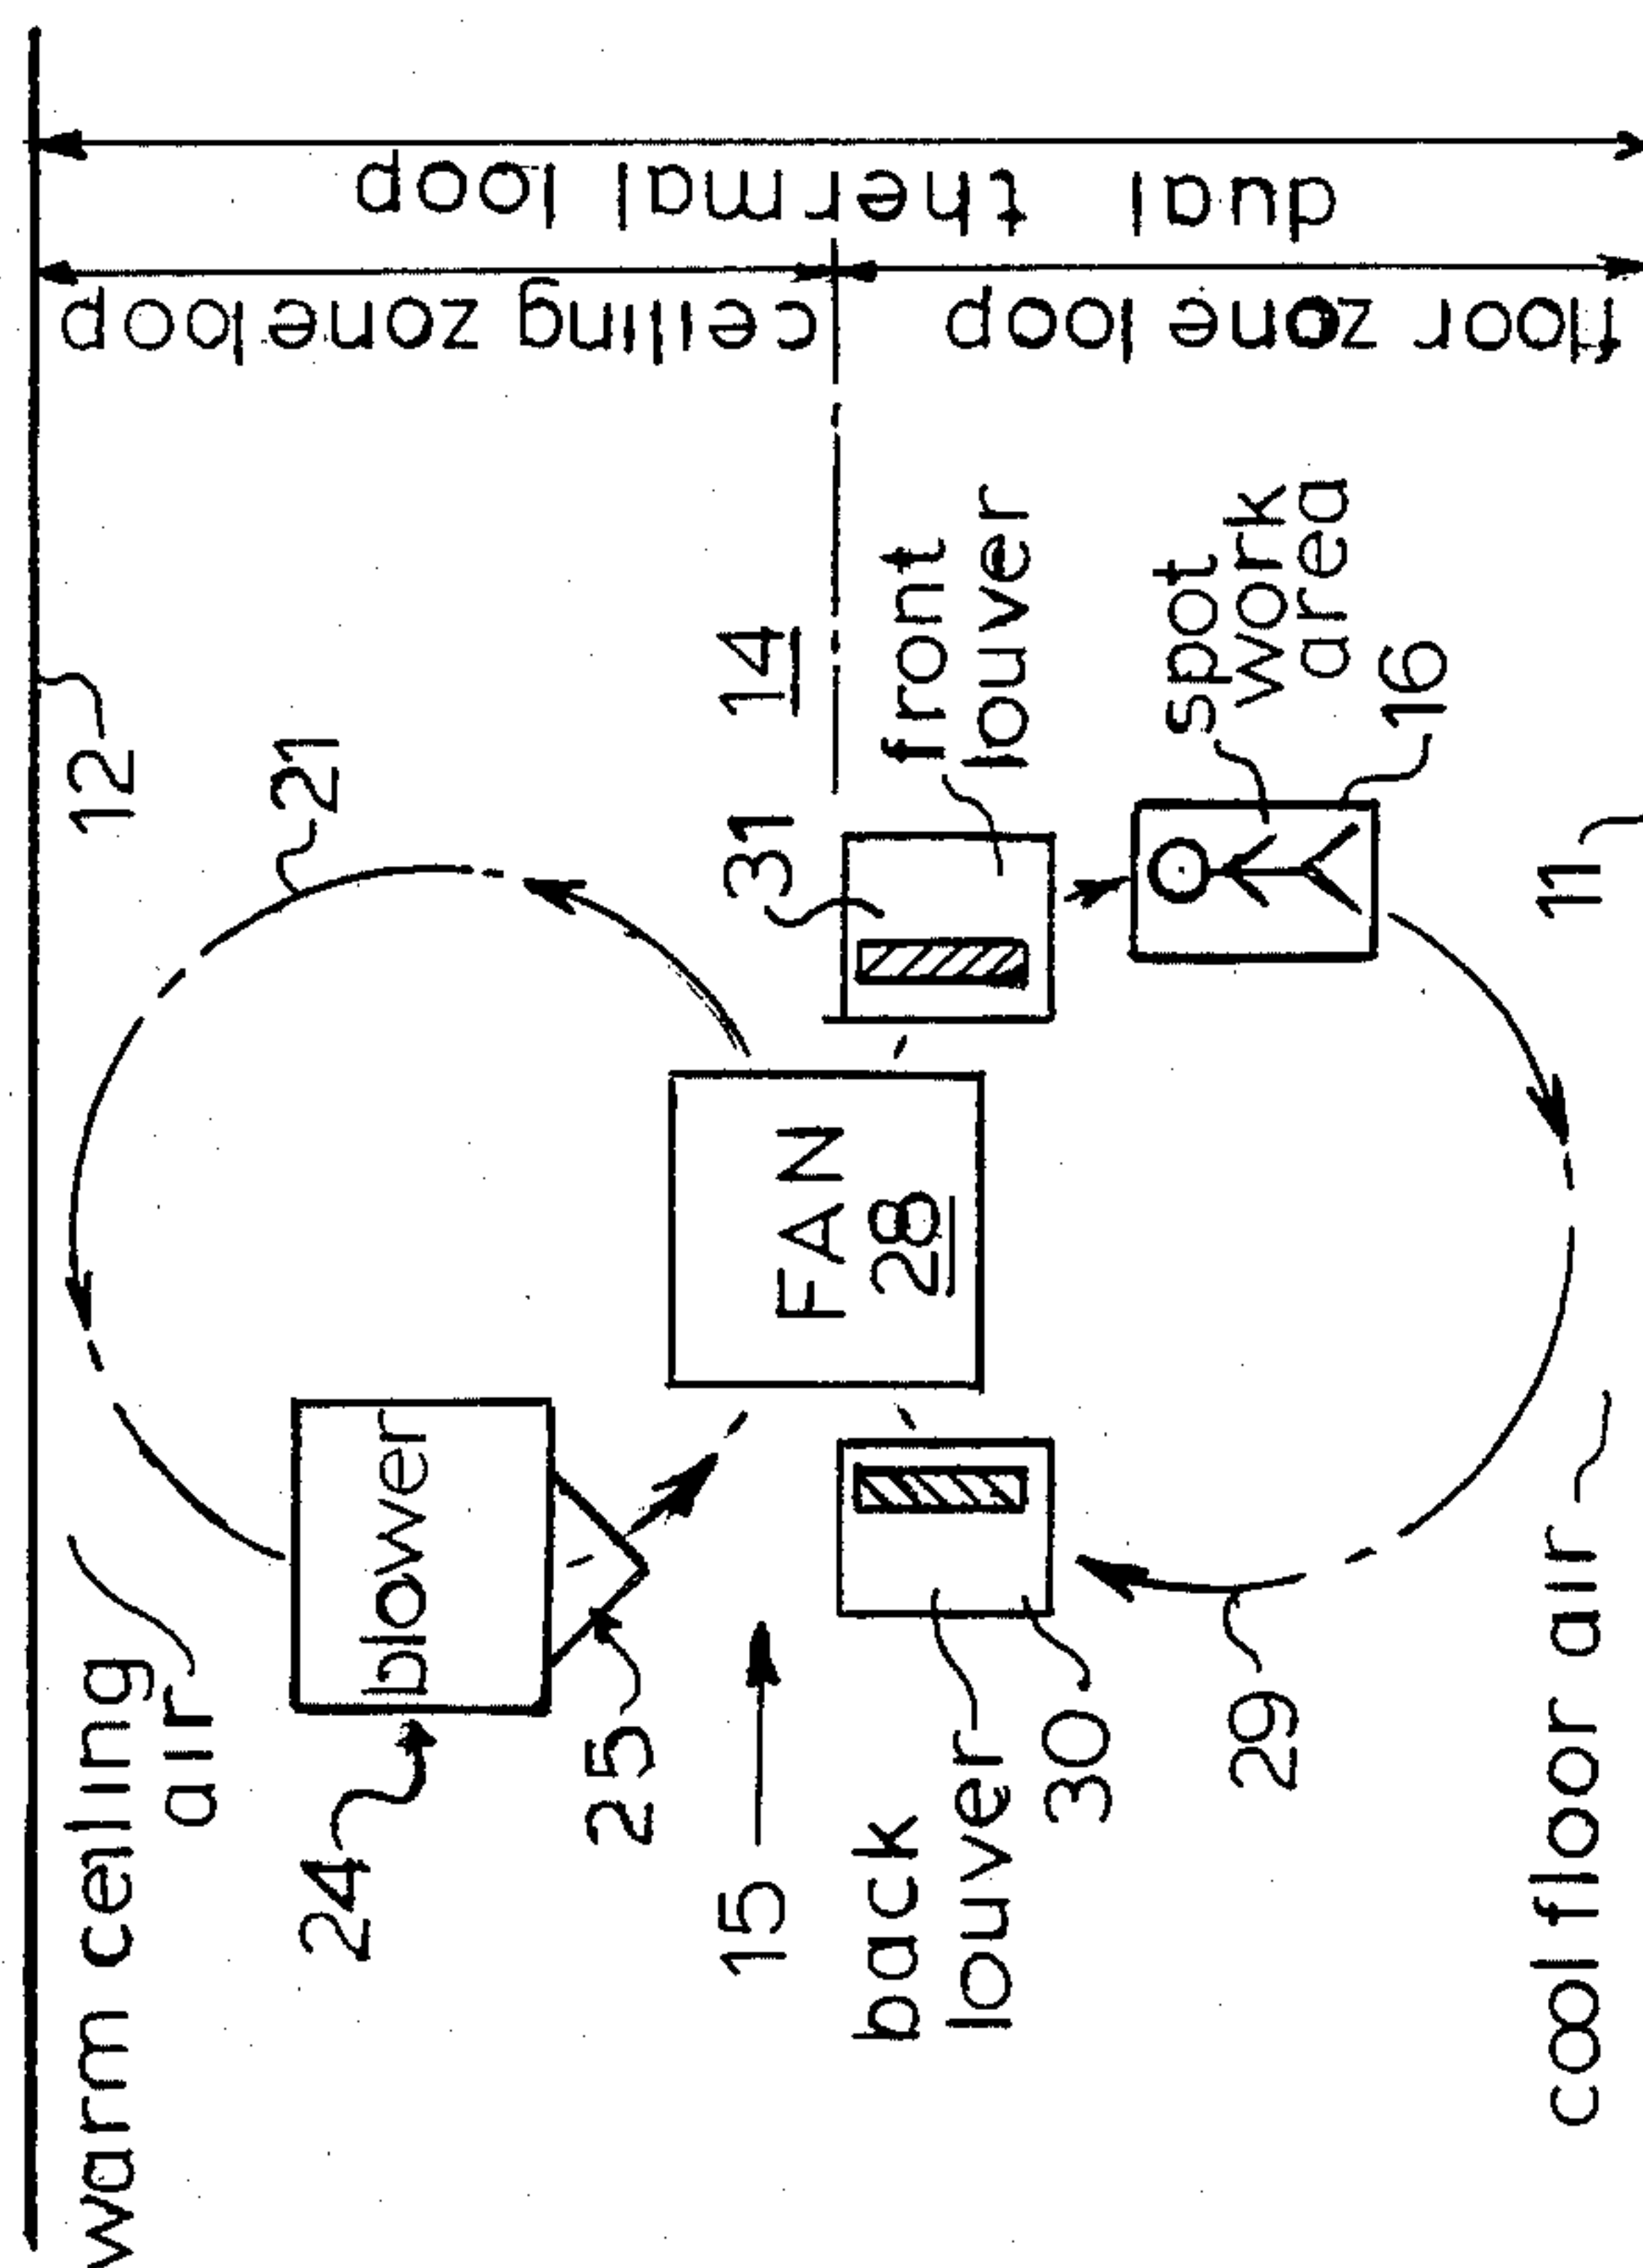 warm ceiling
air
12
21
24
blower
25
15
14
FAN
28
31
front
louver
back
louver
30
29
spot
work
area
16
cool floor air
11
ceiling zone loop
floor zone loop
dual thermal loop